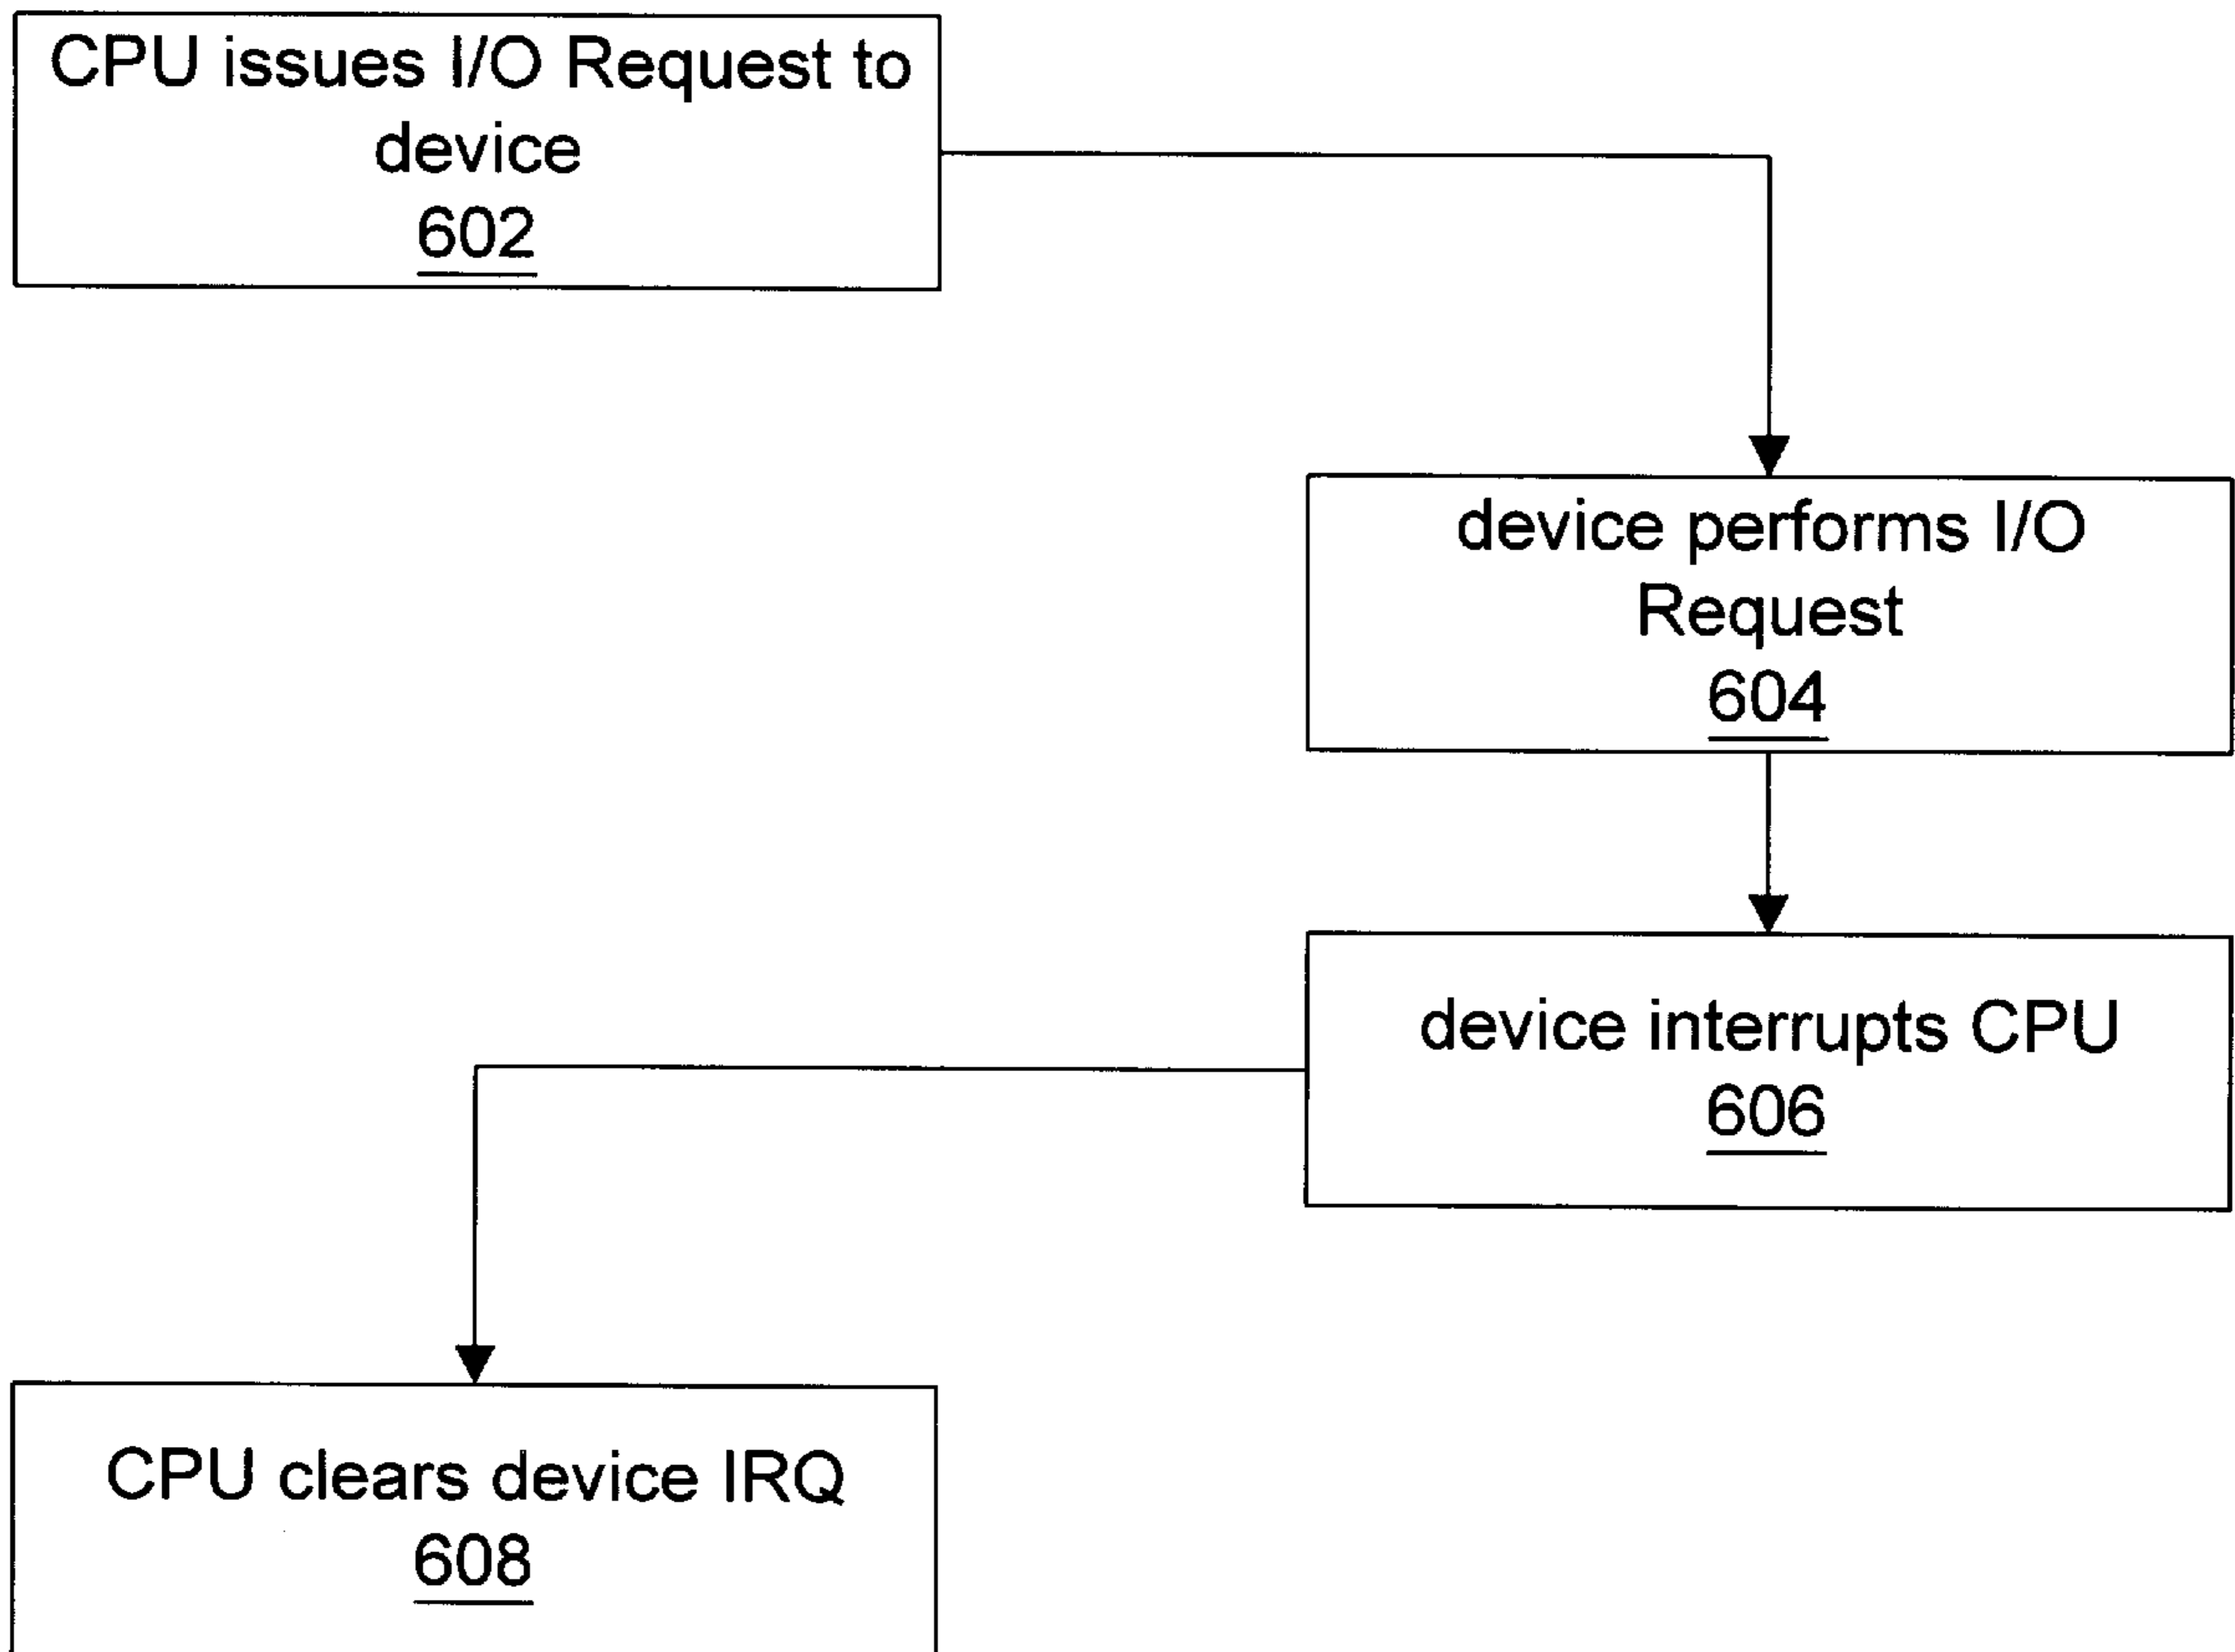 CPU issues I/O Request to
device
602
device performs I/O
Request
604
device interrupts CPU
606
CPU clears device IRQ
608